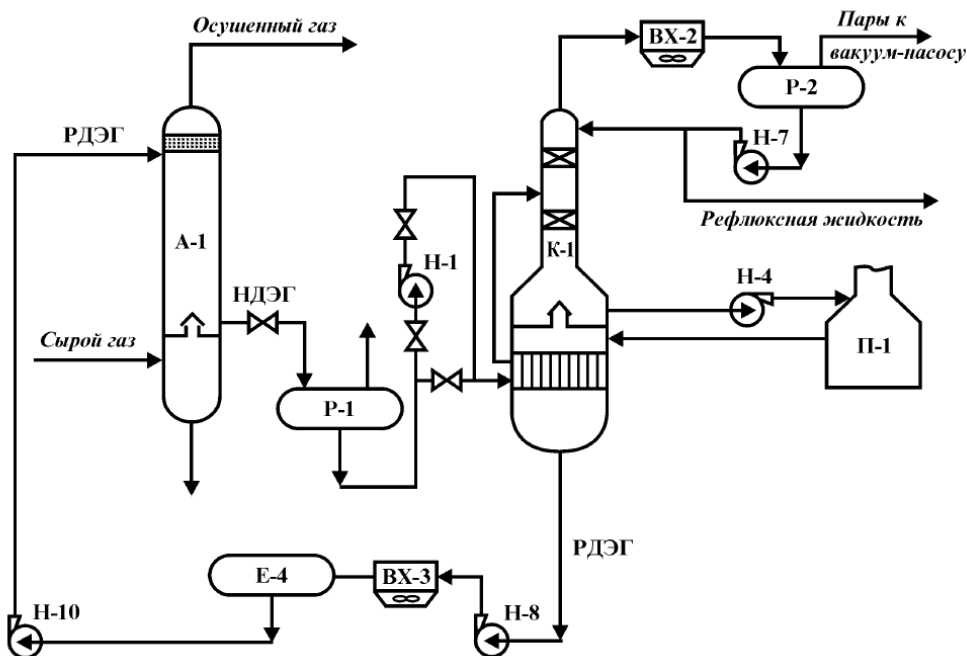 Осушенный газ
ВХ-2
Пары к
вакуум-насосу
Р-2
РДЭГ
Н-7
Рефлюксная жидкость
А-1
К-1
Н-1
Н-4
НДЭГ
Сырой газ
П-1
Р-1
РДЭГ
Е-4
ВХ-3
Н-10
Н-8